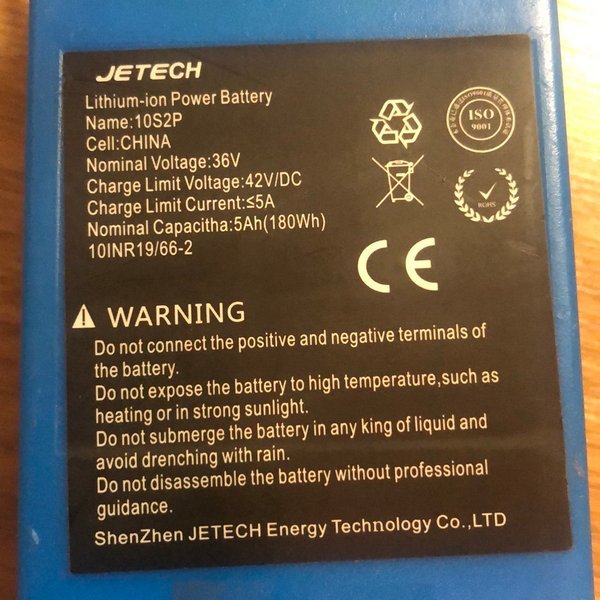 JETECH
Lithium-ion Power Battery
Name:10S2P
Cell:CHINA
Nominal Voltage:36V
Charge Limit Voltage:42V/DC
Charge Limit Current:≤5A
Nominal Capacitha:5Ah(180Wh)
10INR19/66-2
ISO
9001
ROHS
CE
WARNING
Do not connect the positive and negative terminals of
the battery.
Do not expose the battery to high temperature,such as
heating or in strong sunlight.
Do not submerge the battery in any king of liquid and
avoid drenching with rain.
Do not disassemble the battery without professional
guidance.
ShenZhen JETECH Energy Technology Co.,LTD